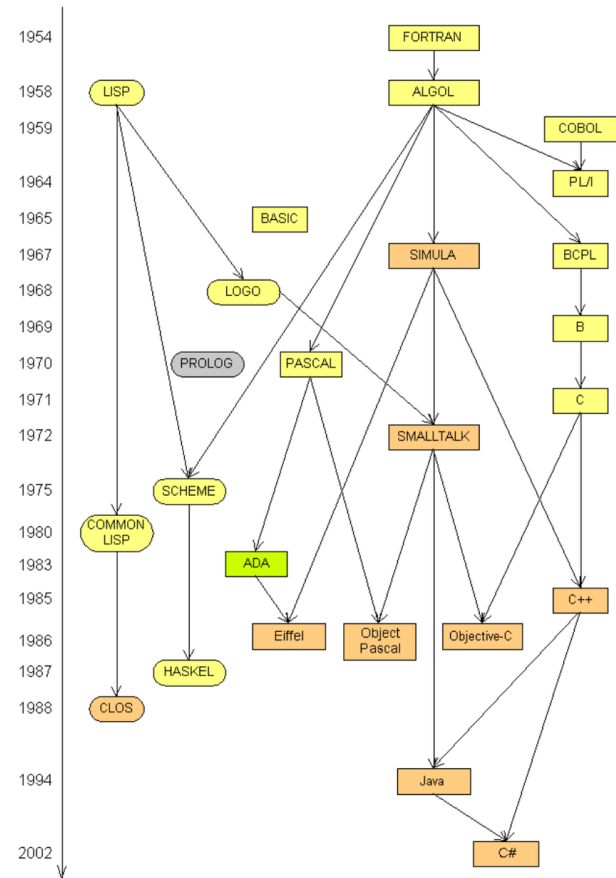 1954
FORTRAN
1958
LISP
ALGOL
1959
COBOL
1964
PL/I
1965
BASIC
1967
SIMULA
BCPL
1968
LOGO
1969
B
1970
PROLOG
PASCAL
1971
C
1972
SMALLTALK
1975
SCHEME
1980
COMMON
LISP
1983
ADA
1985
C++
Eiffel
Object
Pascal
Objective-C
1986
1987
HASKEL
1988
CLOS
1994
Java
2002
C#